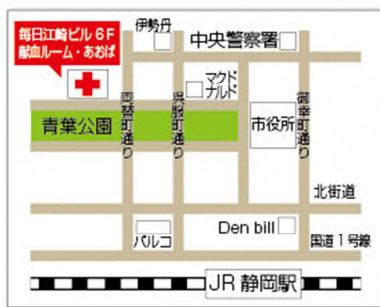 毎日江崎ビル6F
献血ルーム・あおば
伊勢丹
中央警察署
マクド
ナルド
青葉公園
両替町通り
呉服町通り
市役所
御幸町通り
北街道
パルコ
Den bill
国道1号線
JR 静岡駅